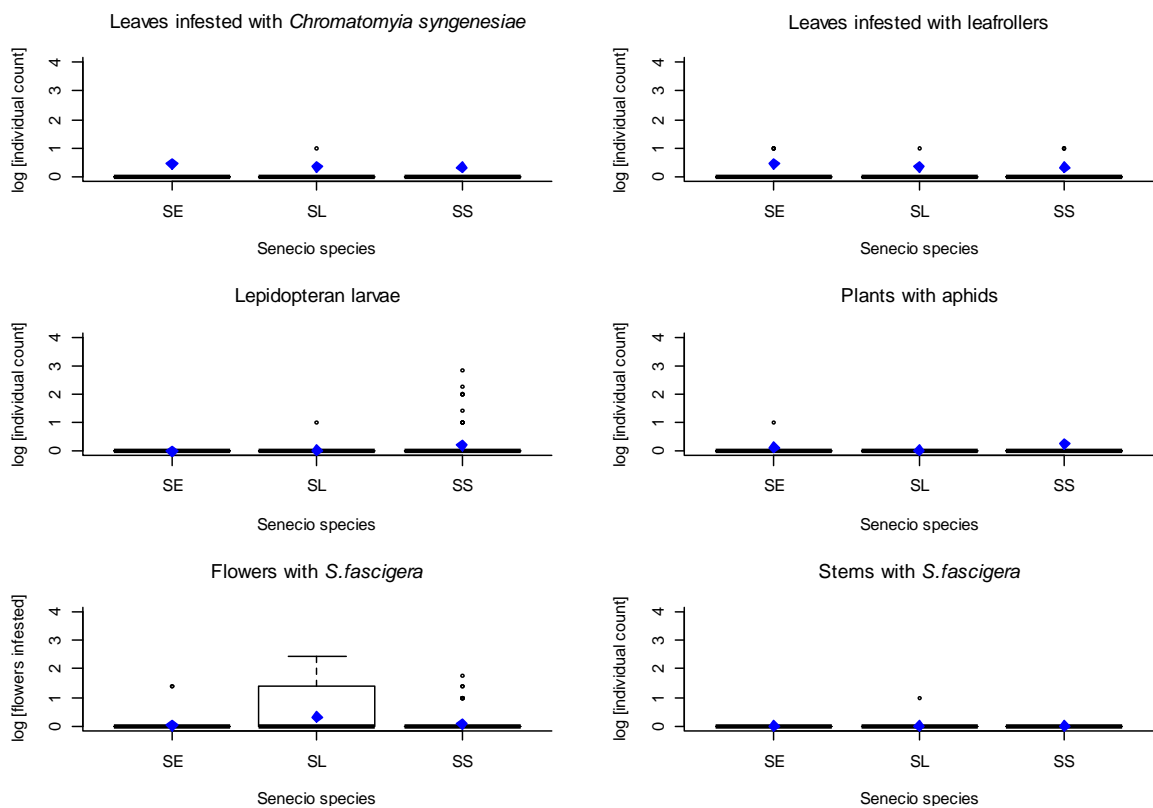 Leaves infested with Chromatomyia syngenesiae
log [individual count]
4
3
2
1
0
SE SL SS
Senecio species
Leaves infested with leafrollers
log [individual count]
4
3
2
1
0
SE SL SS
Senecio species
Lepidopteran larvae
log [individual count]
4
3
2
1
0
SE SL SS
Senecio species
Plants with aphids
log [individual count]
4
3
2
1
0
SE SL SS
Senecio species
Flowers with S.fascigera
log [flowers infested]
4
3
2
1
0
SE SL SS
Senecio species
Stems with S.fascigera
log [individual count]
4
3
2
1
0
SE SL SS
Senecio species